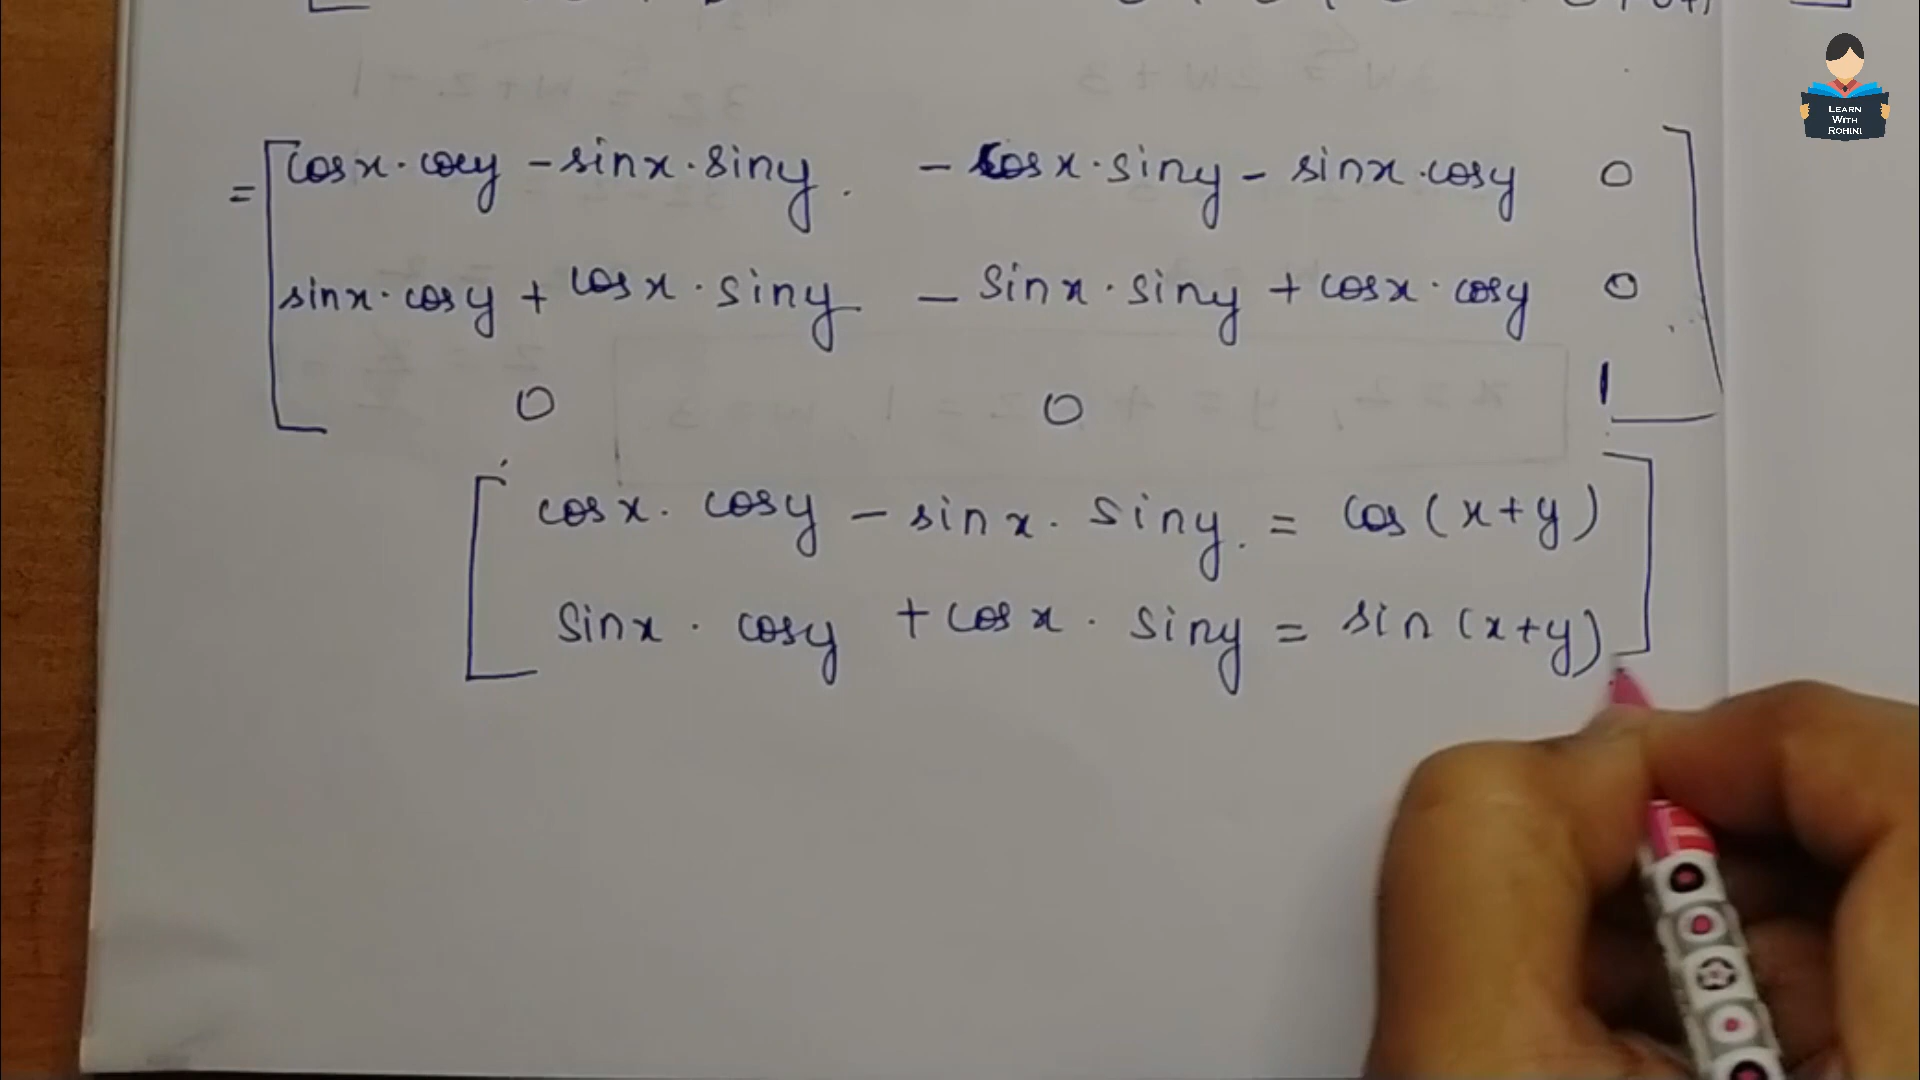 LEARN
WITH
ROHINI
= [ cosx · cosy - sinx · siny . - cosx · siny - sinx · cosy 0
sinx · cosy + cosx · siny - sinx · siny + cosx · cosy 0
0 0 1 ]
[ cosx · cosy - sinx · siny . = cos (x+y)
sinx · cosy + cosx · siny = sin (x+y) ]